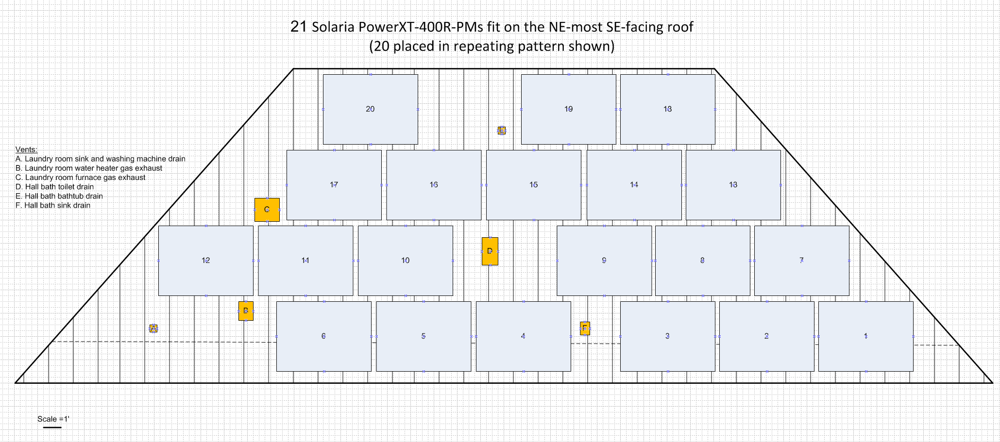 21 Solaria PowerXT-400R-PMs fit on the NE-most SE-facing roof
(20 placed in repeating pattern shown)
20
19
18
Vents:
A. Laundry room sink and washing machine drain
B. Laundry room water heater gas exhaust
C. Laundry room furnace gas exhaust
D. Hall bath toilet drain
E. Hall bath bathtub drain
F. Hall bath sink drain
17
16
15
14
13
C
D
12
11
10
9
8
7
B
A
F
6
5
4
3
2
1
Scale =1'